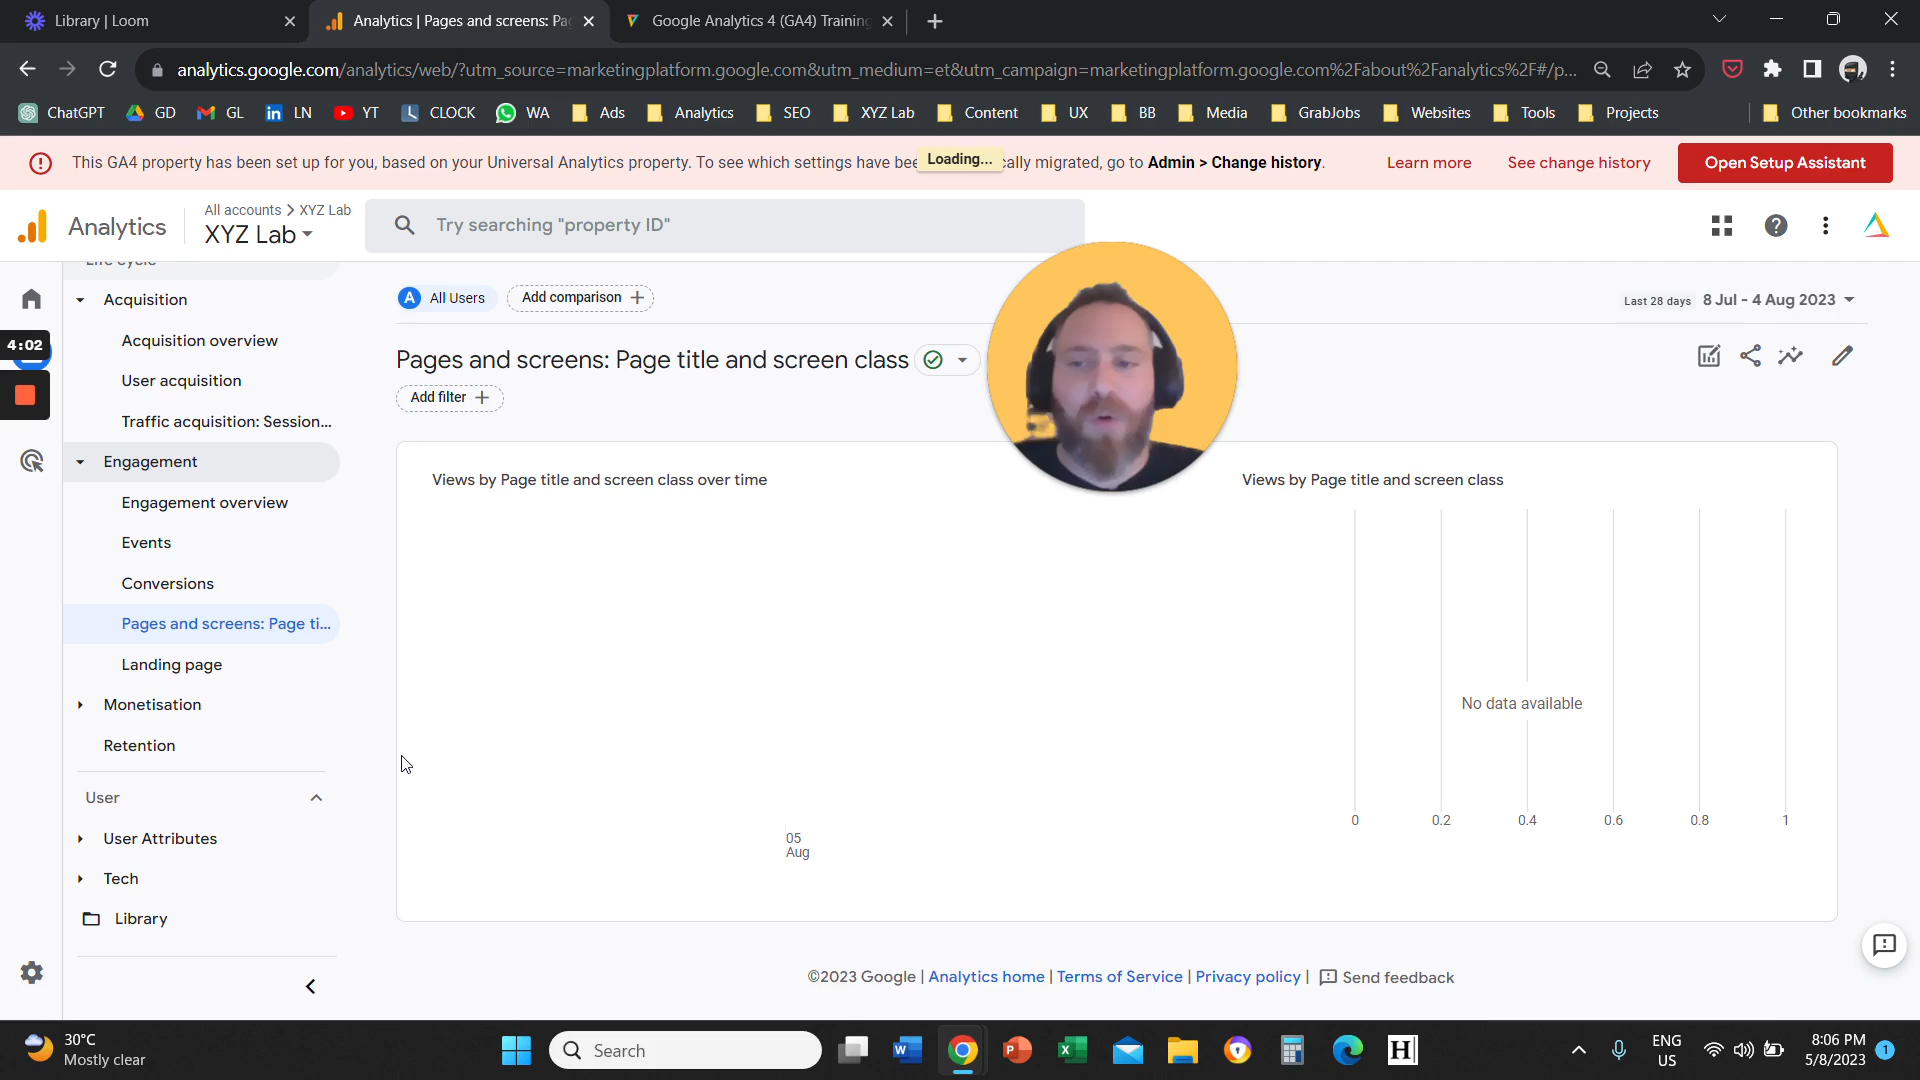 Library | Loom
Analytics | Pages and screens: Pag
Google Analytics 4 (GA4) Training
analytics.google.com/analytics/web/?utm_source=marketingplatform.google.com&utm_medium=et&utm_campaign=marketingplatform.google.com%2Fabout%2Fanalytics%2F#/p...
ChatGPT GD GL LN YT CLOCK WA Ads Analytics SEO XYZ Lab Content UX BB Media GrabJobs Websites Tools Projects Other bookmarks
This GA4 property has been set up for you, based on your Universal Analytics property. To see which settings have bee Loading... cally migrated, go to Admin > Change history. Learn more See change history Open Setup Assistant
Analytics
All accounts > XYZ Lab
XYZ Lab
Try searching "property ID"
Life cycle
Acquisition
Acquisition overview
User acquisition
Traffic acquisition: Session...
Engagement
Engagement overview
Events
Conversions
Pages and screens: Page ti...
Landing page
Monetisation
Retention
User
User Attributes
Tech
Library
4:02
A All Users
Add comparison +
Last 28 days 8 Jul - 4 Aug 2023
Pages and screens: Page title and screen class
Add filter +
Views by Page title and screen class over time
05
Aug
Views by Page title and screen class
No data available
0 0.2 0.4 0.6 0.8 1
©2023 Google | Analytics home | Terms of Service | Privacy policy | Send feedback
30°C
Mostly clear
Search
H
ENG
US
8:06 PM
5/8/2023
1